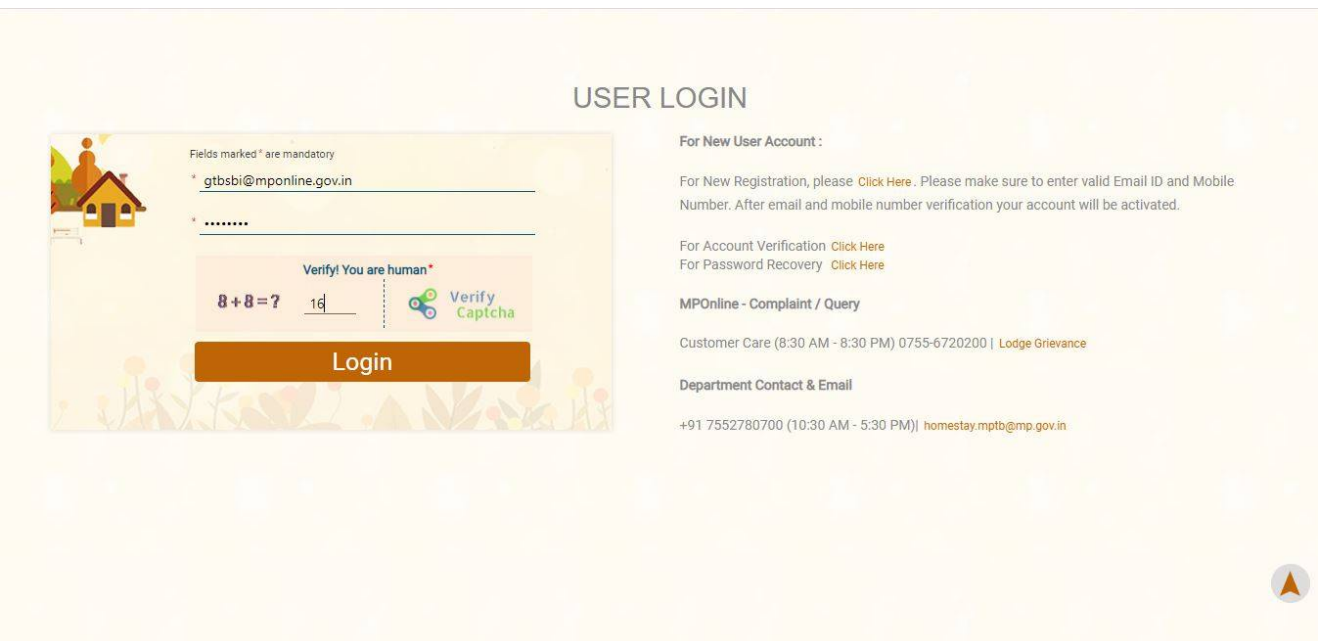 USER LOGIN
Fields marked * are mandatory
* gtbsbi@mponline.gov.in
* ••••••••
Verify! You are human*
8+8=? 16
Verify
Captcha
Login
For New User Account :
For New Registration, please Click Here . Please make sure to enter valid Email ID and Mobile
Number. After email and mobile number verification your account will be activated.
For Account Verification Click Here
For Password Recovery Click Here
MPOnline - Complaint / Query
Customer Care (8:30 AM - 8:30 PM) 0755-6720200 | Lodge Grievance
Department Contact & Email
+91 7552780700 (10:30 AM - 5:30 PM)| homestay.mptb@mp.gov.in